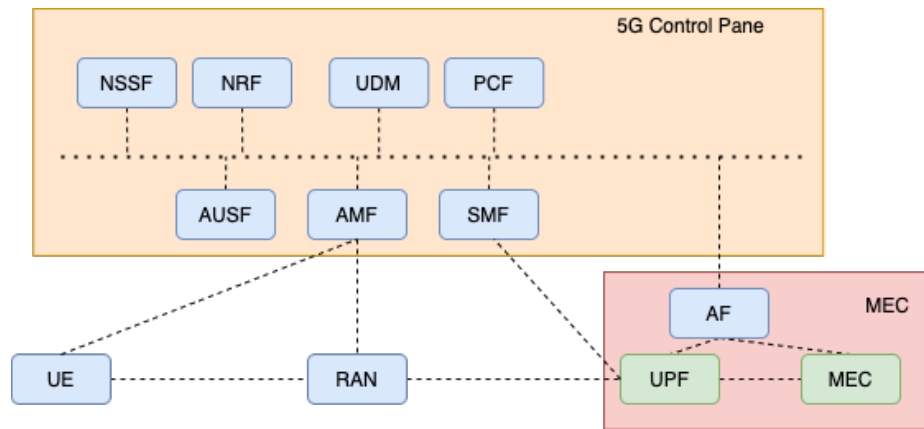 5G Control Pane
NSSF
NRF
UDM
PCF
AUSF
AMF
SMF
AF
MEC
UE
RAN
UPF
MEC